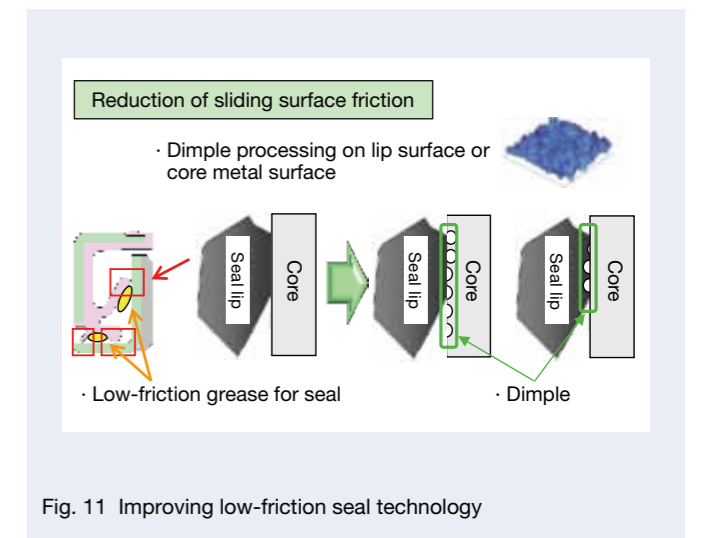 Reduction of sliding surface friction
· Dimple processing on lip surface or
core metal surface
Seal lip
Core
Seal lip
Core
Seal lip
Core
· Low-friction grease for seal
· Dimple
Fig. 11 Improving low-friction seal technology